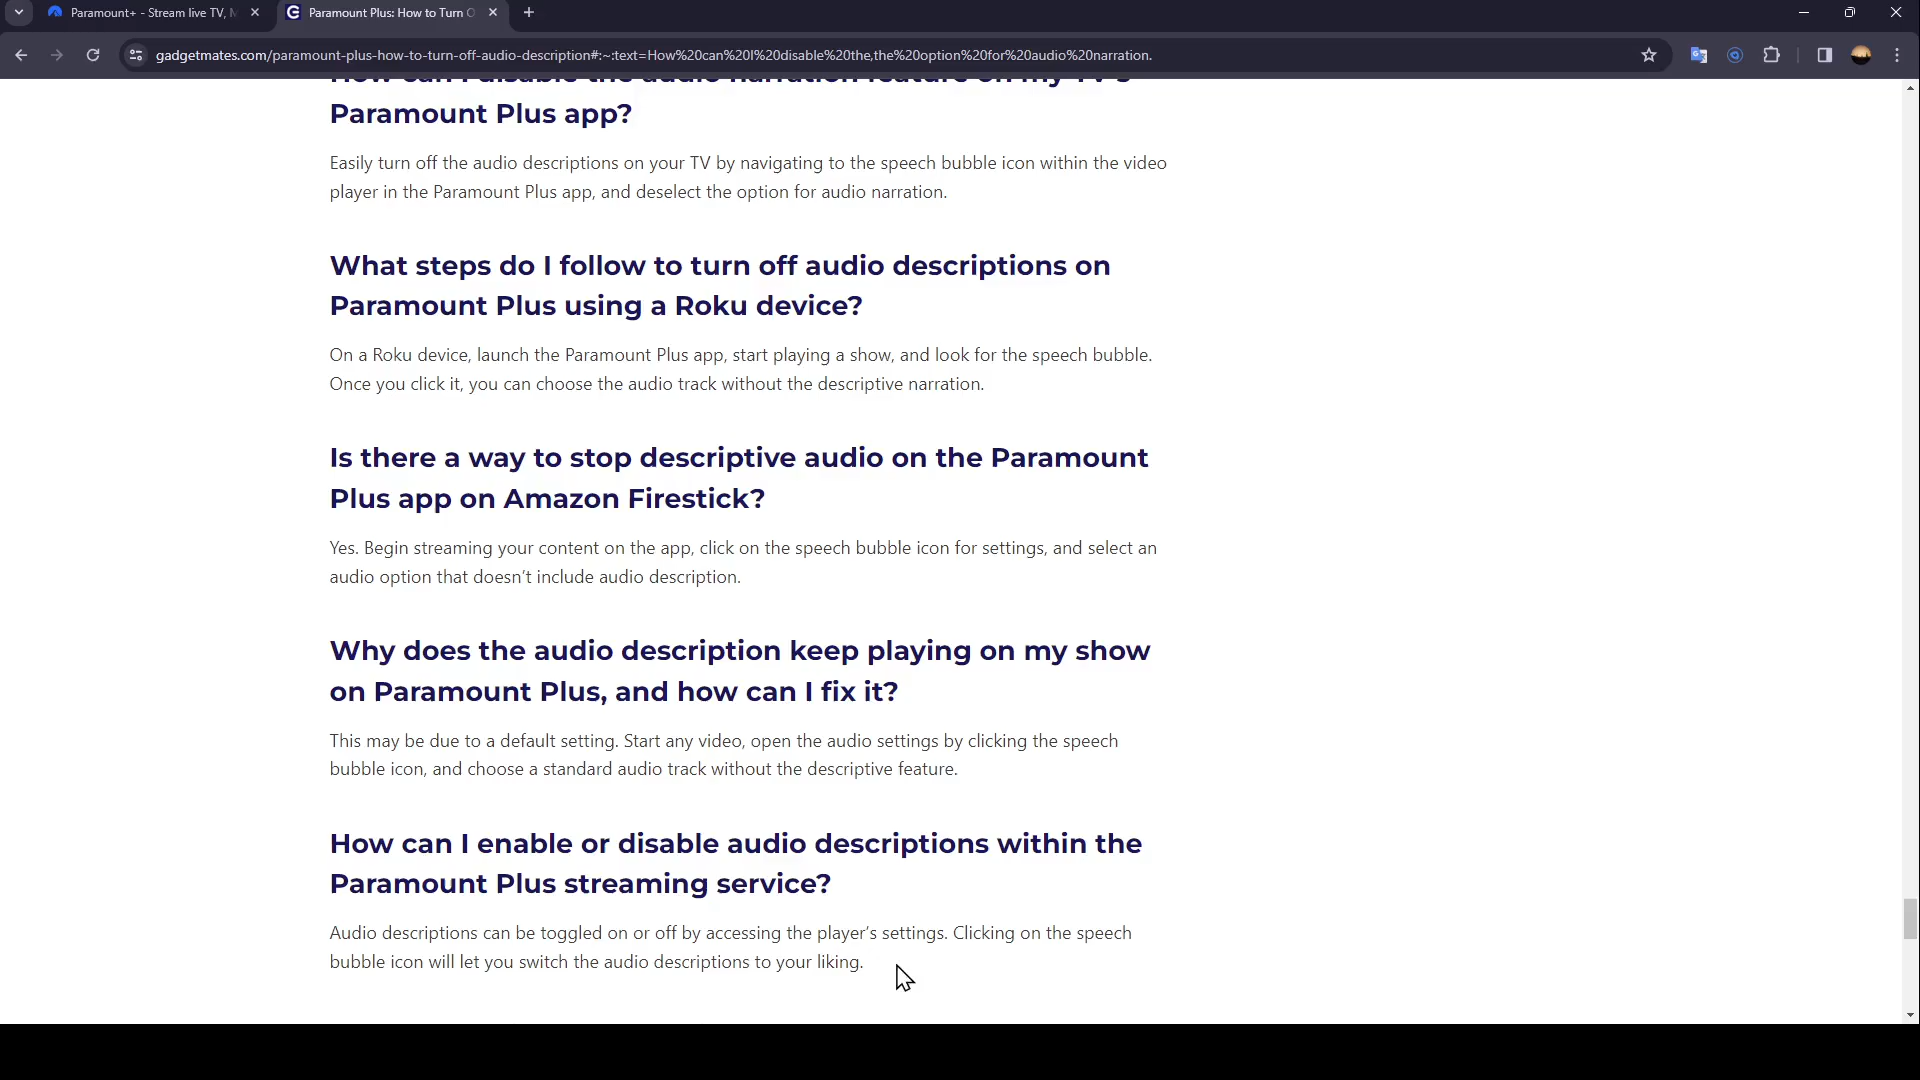 Paramount+ - Stream live TV, M
Paramount Plus: How to Turn O
gadgetmates.com/paramount-plus-how-to-turn-off-audio-description#:~:text=How%20can%20I%20disable%20the,the%20option%20for%20audio%20narration.
How can I disable the audio narration feature on my TV's
Paramount Plus app?
Easily turn off the audio descriptions on your TV by navigating to the speech bubble icon within the video
player in the Paramount Plus app, and deselect the option for audio narration.
What steps do I follow to turn off audio descriptions on
Paramount Plus using a Roku device?
On a Roku device, launch the Paramount Plus app, start playing a show, and look for the speech bubble.
Once you click it, you can choose the audio track without the descriptive narration.
Is there a way to stop descriptive audio on the Paramount
Plus app on Amazon Firestick?
Yes. Begin streaming your content on the app, click on the speech bubble icon for settings, and select an
audio option that doesn’t include audio description.
Why does the audio description keep playing on my show
on Paramount Plus, and how can I fix it?
This may be due to a default setting. Start any video, open the audio settings by clicking the speech
bubble icon, and choose a standard audio track without the descriptive feature.
How can I enable or disable audio descriptions within the
Paramount Plus streaming service?
Audio descriptions can be toggled on or off by accessing the player’s settings. Clicking on the speech
bubble icon will let you switch the audio descriptions to your liking.